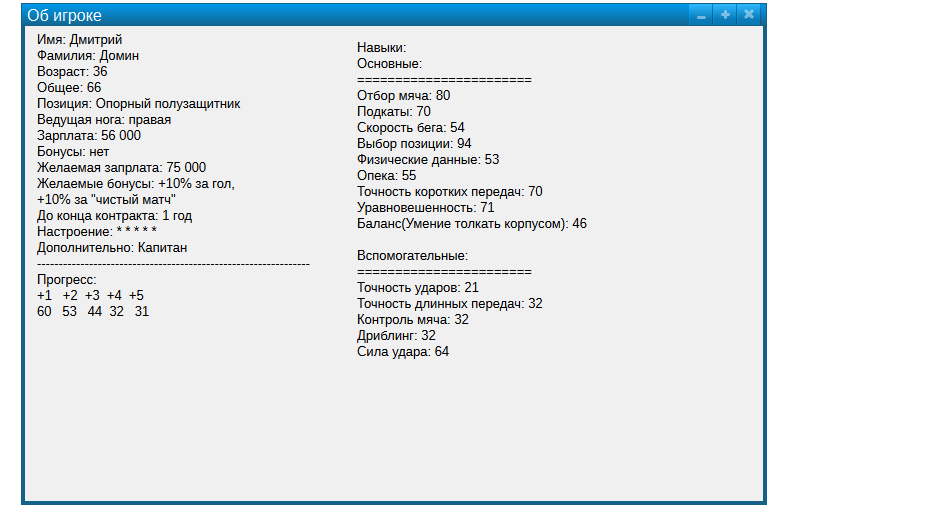 Об игроке
Имя: Дмитрий
Фамилия: Домин
Возраст: 36
Общее: 66
Позиция: Опорный полузащитник
Ведущая нога: правая
Зарплата: 56 000
Бонусы: нет
Желаемая запрлата: 75 000
Желаемые бонусы: +10% за гол,
+10% за "чистый матч"
До конца контракта: 1 год
Настроение: * * * * *
Дополнительно: Капитан
---------------------------------------------------------------
Прогресс:
+1 +2 +3 +4 +5
60 53 44 32 31
Навыки:
Основные:
=======================
Отбор мяча: 80
Подкаты: 70
Скорость бега: 54
Выбор позиции: 94
Физические данные: 53
Опека: 55
Точность коротких передач: 70
Уравновешенность: 71
Баланс(Умение толкать корпусом): 46
Вспомогательные:
=======================
Точность ударов: 21
Точность длинных передач: 32
Контроль мяча: 32
Дриблинг: 32
Сила удара: 64